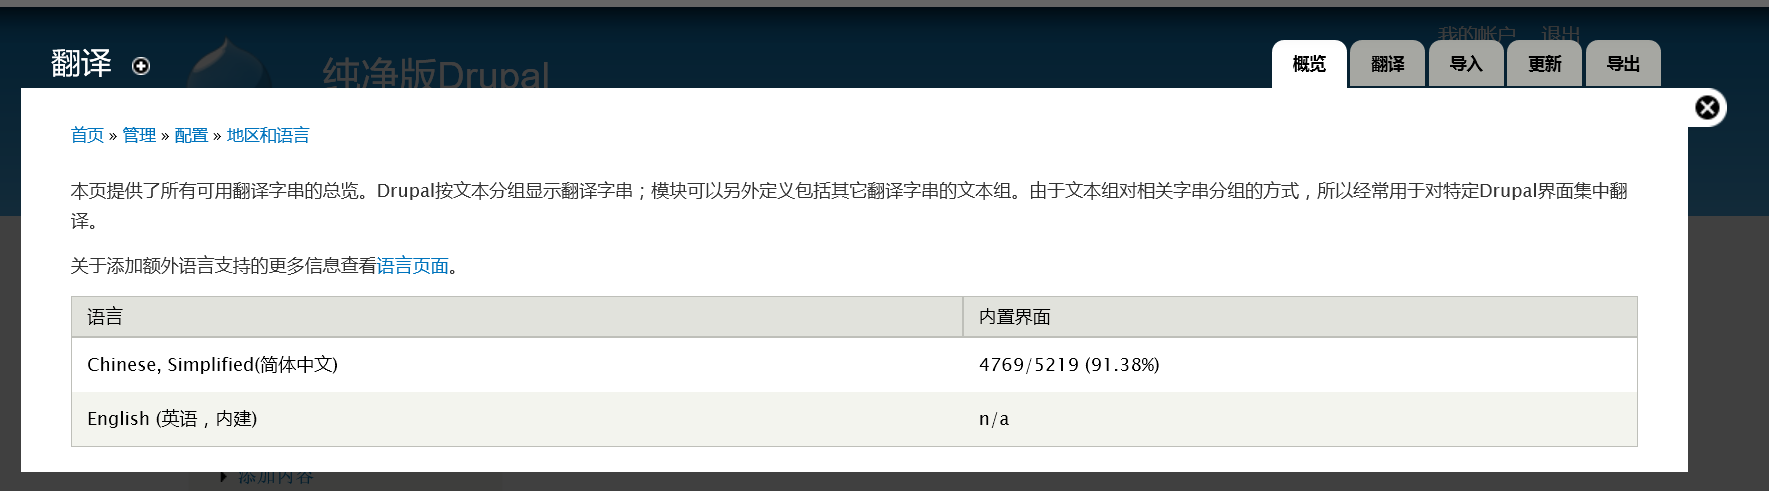 我的帐户 退出
翻译
纯净版Drupal
概览 翻译 导入 更新 导出
首页 » 管理 » 配置 » 地区和语言
本页提供了所有可用翻译字串的总览。Drupal按文本分组显示翻译字串；模块可以另外定义包括其它翻译字串的文本组。由于文本组对相关字串分组的方式，所以经常用于对特定Drupal界面集中翻
译。
关于添加额外语言支持的更多信息查看语言页面。
语言 内置界面
Chinese, Simplified(简体中文) 4769/5219 (91.38%)
English (英语，内建) n/a
添加内容